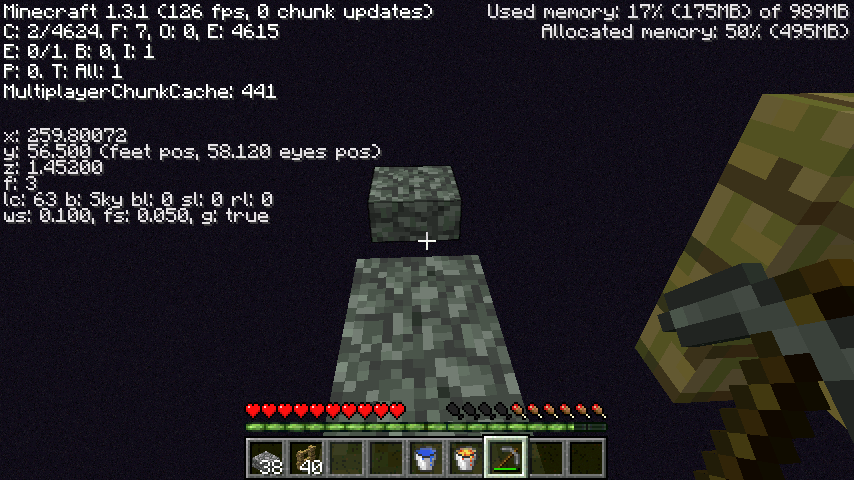 Minecraft 1.3.1 (126 fps, 0 chunk updates)
C: 2/4624. F: 7, O: 0, E: 4615
E: 0/1. B: 0, I: 1
P: 0. T: All: 1
MultiplayerChunkCache: 441
x: 259.80072
y: 56.500 (feet pos, 58.120 eyes pos)
z: 1.45200
f: 3
lc: 63 b: Sky bl: 0 sl: 0 rl: 0
ws: 0.100, fs: 0.050, g: true
Used memory: 17% (175MB) of 989MB
Allocated memory: 50% (495MB)
38
40